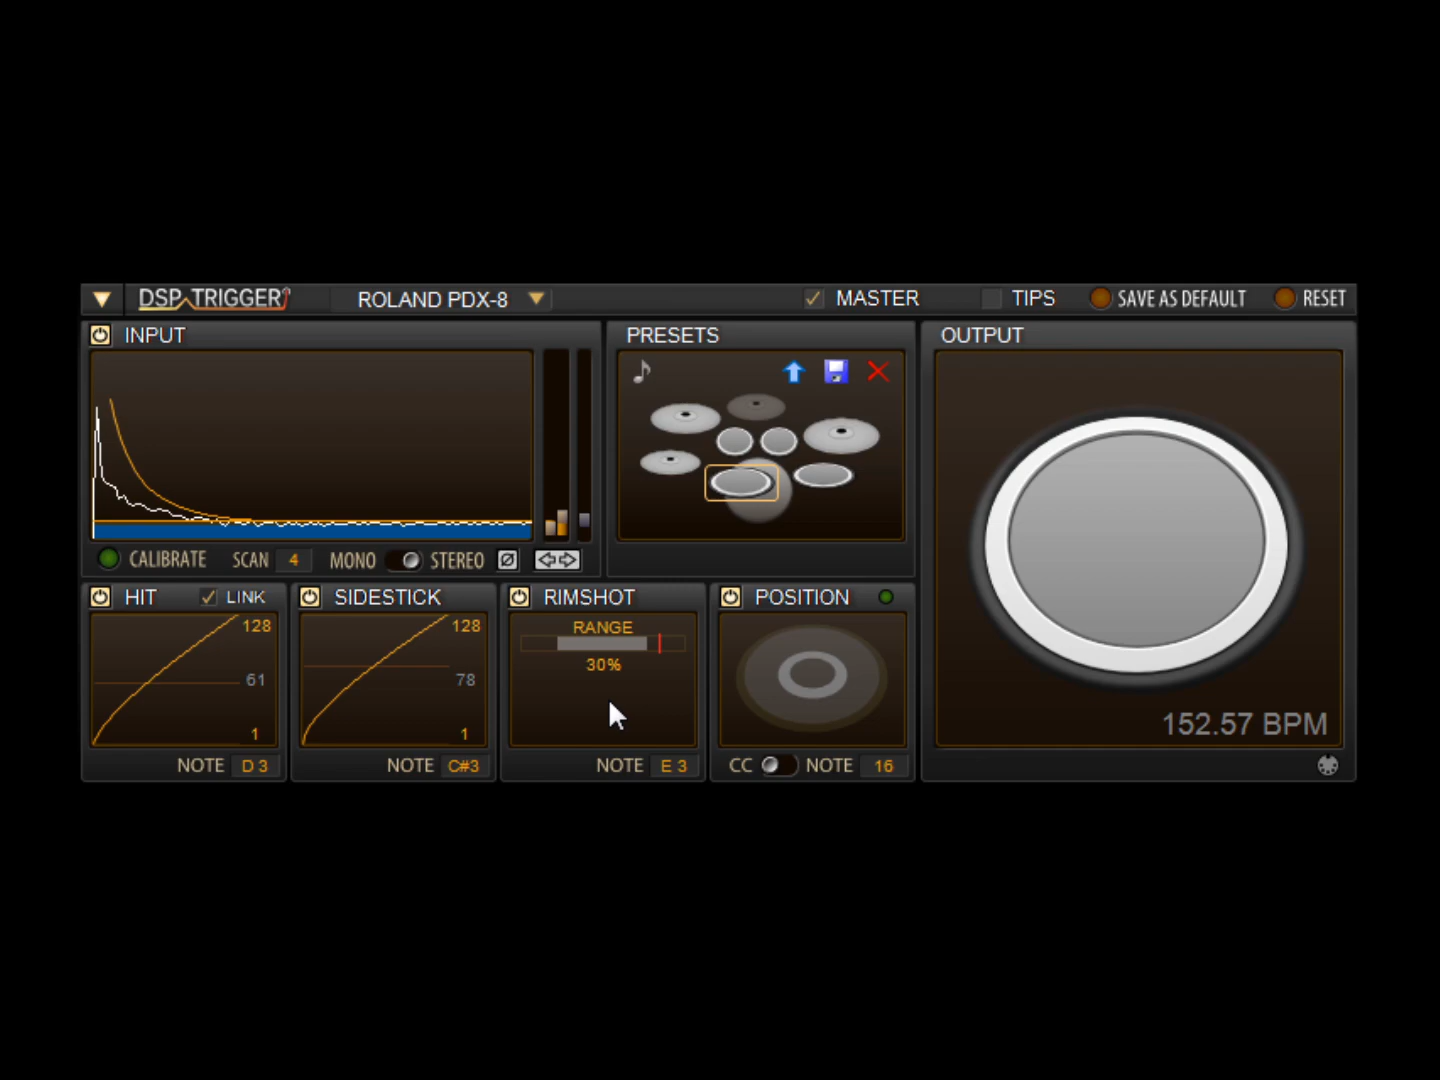 DSP TRIGGER ROLAND PDX-8 MASTER TIPS SAVE AS DEFAULT RESET
INPUT
CALIBRATE SCAN 4 MONO STEREO
PRESETS
OUTPUT
152.57 BPM
HIT LINK
128
61
1
NOTE D 3
SIDESTICK
128
78
1
NOTE C#3
RIMSHOT
RANGE
30%
NOTE E 3
POSITION
CC NOTE 16